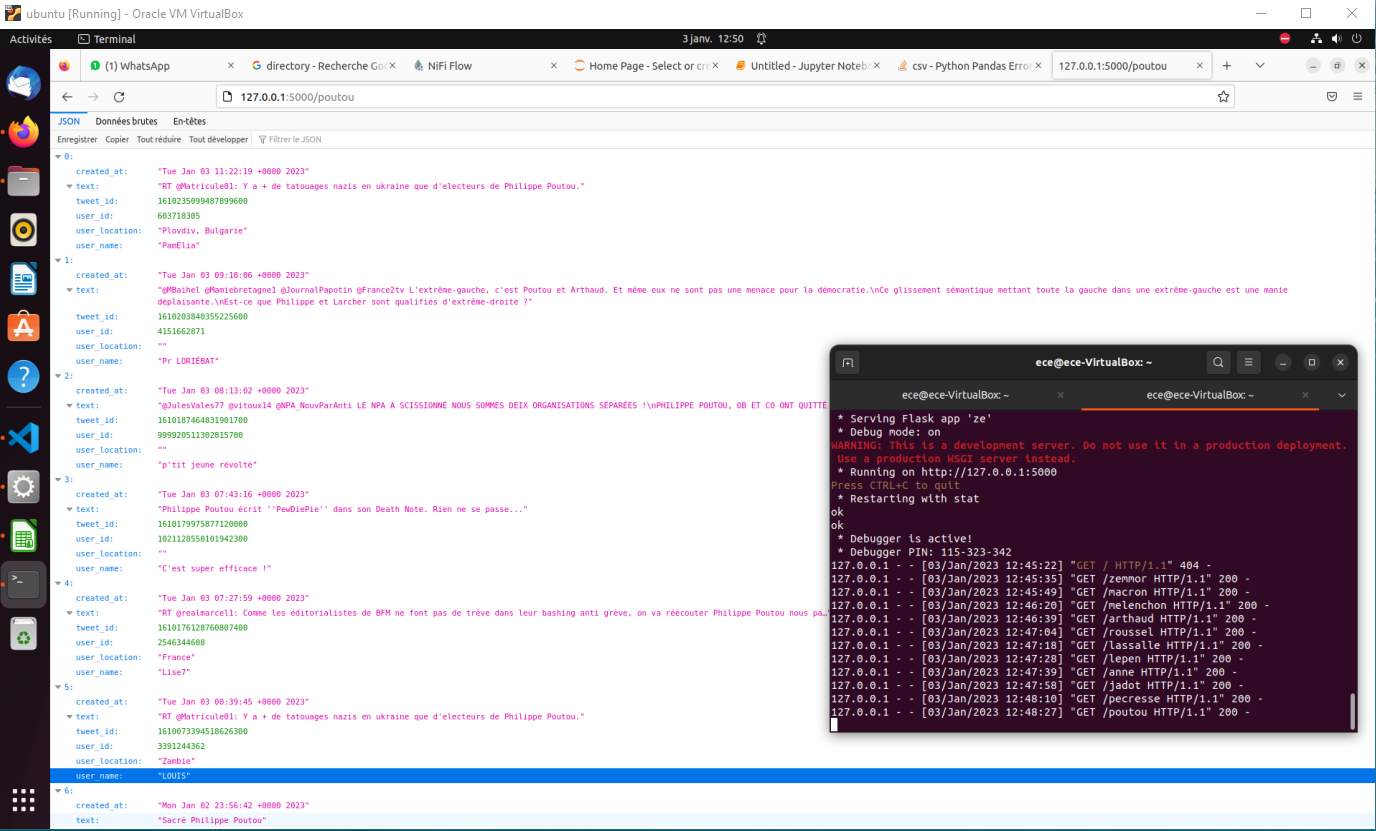 ubuntu [Running] - Oracle VM VirtualBox
Activités Terminal 3 janv. 12:50
(1) WhatsApp directory - Recherche Goo NiFi Flow Home Page - Select or cre Untitled - Jupyter Notebo csv - Python Pandas Erro 127.0.0.1:5000/poutou
127.0.0.1:5000/poutou
JSON Données brutes En-têtes
Enregistrer Copier Tout réduire Tout développer Filtrer le JSON
0:
created_at: "Tue Jan 03 11:22:19 +0000 2023"
text: "RT @Matricule01: Y a + de tatouages nazis en ukraine que d'electeurs de Philippe Poutou."
tweet_id: 1610235099487899600
user_id: 603718305
user_location: "Plovdiv, Bulgarie"
user_name: "PamElia"
1:
created_at: "Tue Jan 03 09:18:06 +0000 2023"
text: "@MBaihel @Mamiebretagne1 @JournalPapotin @France2tv L'extrême-gauche, c'est Poutou et Arthaud. Et même eux ne sont pas une menace pour la démocratie.\nCe glissement sémantique mettant toute la gauche dans une extrême-gauche est une manie
déplaisante.\nEst-ce que Philippe et Larcher sont qualifiés d'extrême-droite ?"
tweet_id: 1610203840355225600
user_id: 4151662871
user_location: ""
user_name: "Pr LORIÉBAT"
2:
created_at: "Tue Jan 03 08:13:02 +0000 2023"
text: "@JulesVales77 @vitoux14 @NPA_NouvParAnti LE NPA A SCISSIONNÉ NOUS SOMMES DEIX ORGANISATIONS SÉPARÉES !\nPHILIPPE POUTOU, OB ET CO ONT QUITTÉ
tweet_id: 1610187464831901700
user_id: 999920511302815700
user_location: ""
user_name: "p'tit jeune révolté"
3:
created_at: "Tue Jan 03 07:43:16 +0000 2023"
text: "Philippe Poutou écrit ''PewDiePie'' dans son Death Note. Rien ne se passe..."
tweet_id: 1610179975877120000
user_id: 1021128550101942300
user_location: ""
user_name: "C'est super efficace !"
4:
created_at: "Tue Jan 03 07:27:59 +0000 2023"
text: "RT @realmarcel1: Comme les éditorialistes de BFM ne font pas de trêve dans leur bashing anti grève, on va réécouter Philippe Poutou nous pa…"
tweet_id: 1610176128760807400
user_id: 2546344608
user_location: "France"
user_name: "Lise7"
5:
created_at: "Tue Jan 03 00:39:45 +0000 2023"
text: "RT @Matricule01: Y a + de tatouages nazis en ukraine que d'electeurs de Philippe Poutou."
tweet_id: 1610073394518626300
user_id: 3391244362
user_location: "Zambie"
user_name: "LOUIS"
6:
created_at: "Mon Jan 02 23:56:42 +0000 2023"
text: "Sacré Philippe Poutou"
ece@ece-VirtualBox: ~
ece@ece-VirtualBox: ~ ece@ece-VirtualBox: ~
* Serving Flask app 'ze'
* Debug mode: on
WARNING: This is a development server. Do not use it in a production deployment.
Use a production WSGI server instead.
* Running on http://127.0.0.1:5000
Press CTRL+C to quit
* Restarting with stat
ok
ok
* Debugger is active!
* Debugger PIN: 115-323-342
127.0.0.1 - - [03/Jan/2023 12:45:22] "GET / HTTP/1.1" 404 -
127.0.0.1 - - [03/Jan/2023 12:45:35] "GET /zemmor HTTP/1.1" 200 -
127.0.0.1 - - [03/Jan/2023 12:45:49] "GET /macron HTTP/1.1" 200 -
127.0.0.1 - - [03/Jan/2023 12:46:20] "GET /melenchon HTTP/1.1" 200 -
127.0.0.1 - - [03/Jan/2023 12:46:39] "GET /arthaud HTTP/1.1" 200 -
127.0.0.1 - - [03/Jan/2023 12:47:04] "GET /roussel HTTP/1.1" 200 -
127.0.0.1 - - [03/Jan/2023 12:47:18] "GET /lassalle HTTP/1.1" 200 -
127.0.0.1 - - [03/Jan/2023 12:47:28] "GET /lepen HTTP/1.1" 200 -
127.0.0.1 - - [03/Jan/2023 12:47:39] "GET /anne HTTP/1.1" 200 -
127.0.0.1 - - [03/Jan/2023 12:47:58] "GET /jadot HTTP/1.1" 200 -
127.0.0.1 - - [03/Jan/2023 12:48:10] "GET /pecresse HTTP/1.1" 200 -
127.0.0.1 - - [03/Jan/2023 12:48:27] "GET /poutou HTTP/1.1" 200 -